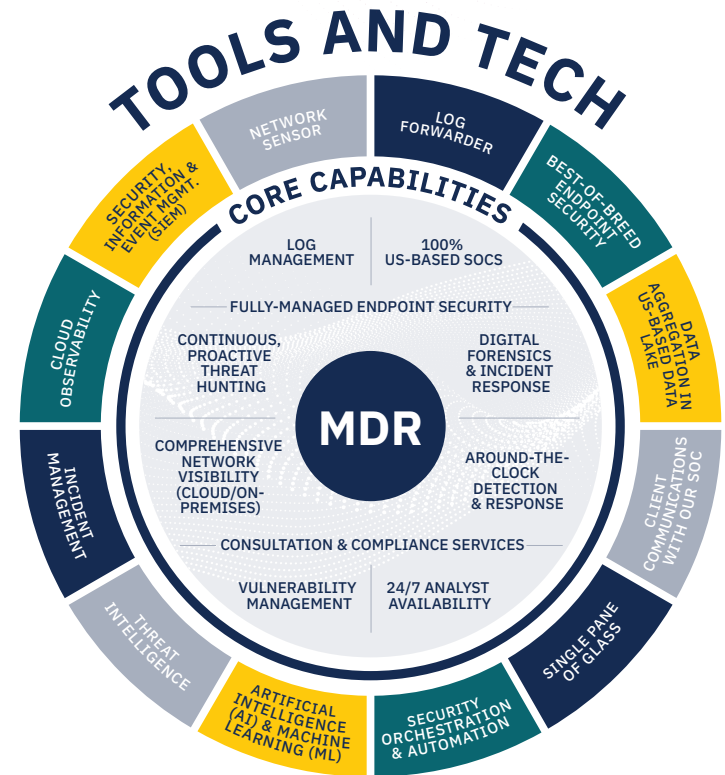 TOOLS AND TECH
NETWORK
SENSOR
LOG
FORWARDER
BEST-OF-BREED
ENDPOINT
SECURITY
DATA
AGGREGATION IN
US-BASED DATA
LAKE
CLIENT
COMMUNICATIONS
WITH OUR SOC
SINGLE PANE
OF GLASS
SECURITY
ORCHESTRATION
& AUTOMATION
ARTIFICIAL
INTELLIGENCE
(AI) & MACHINE
LEARNING (ML)
THREAT
INTELLIGENCE
INCIDENT
MANAGEMENT
CLOUD
OBSERVABILITY
SECURITY,
INFORMATION &
EVENT MGMT.
(SIEM)
CORE CAPABILITIES
LOG
MANAGEMENT
100%
US-BASED SOCS
FULLY-MANAGED ENDPOINT SECURITY
CONTINUOUS,
PROACTIVE
THREAT
HUNTING
DIGITAL
FORENSICS
& INCIDENT
RESPONSE
MDR
COMPREHENSIVE
NETWORK
VISIBILITY
(CLOUD/ON-
PREMISES)
AROUND-THE-
CLOCK
DETECTION
& RESPONSE
CONSULTATION & COMPLIANCE SERVICES
VULNERABILITY
MANAGEMENT
24/7 ANALYST
AVAILABILITY